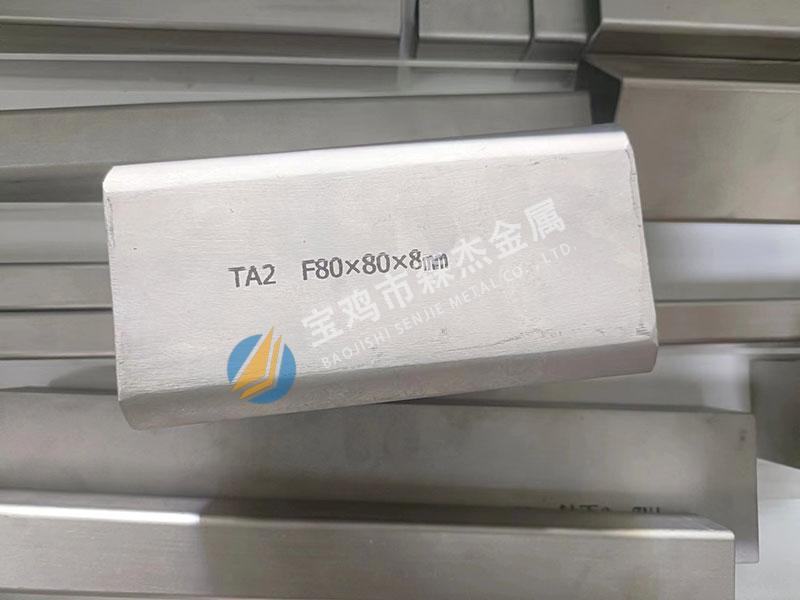 TA2 F80×80×8mm
宝鸡市森杰金属
BAOJISHI SENJIE METAL CO., LTD.